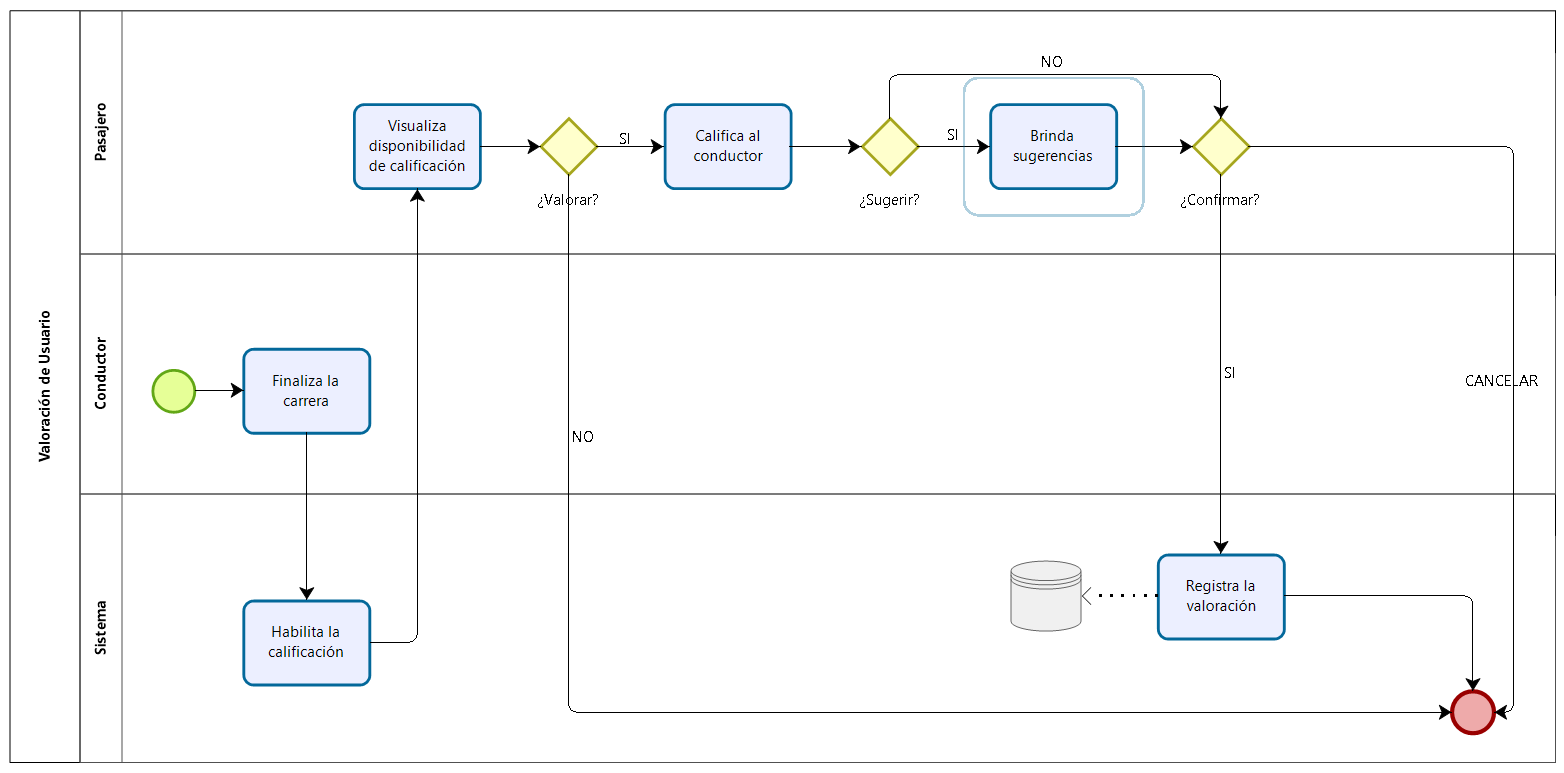 Valoración de Usuario
Pasajero
NO
Visualiza
disponibilidad
de calificación
SI
Califica al
conductor
SI
Brinda
sugerencias
¿Valorar?
¿Sugerir?
¿Confirmar?
Conductor
Finaliza la
carrera
SI
CANCELAR
NO
Sistema
Habilita la
calificación
Registra la
valoración